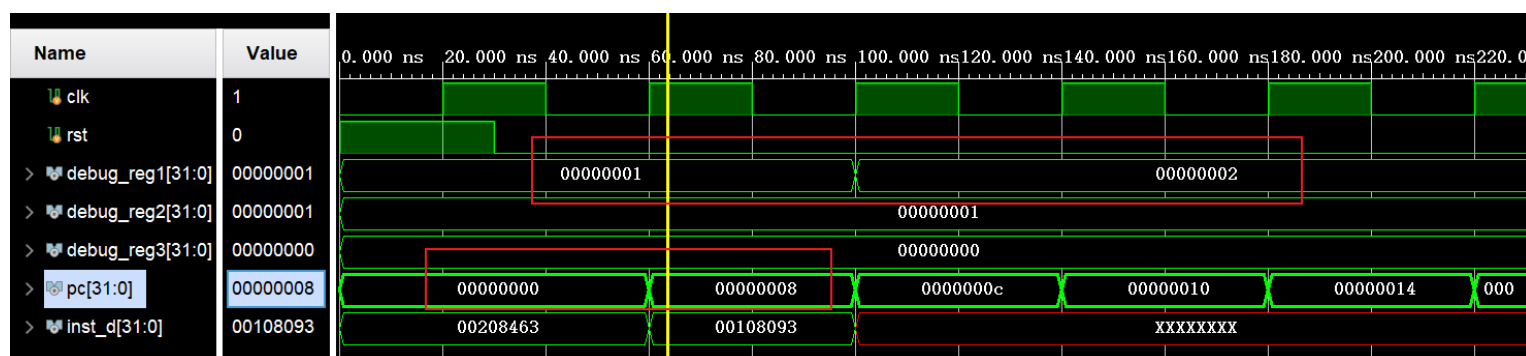 Name Value 0.000 ns 20.000 ns 40.000 ns 60.000 ns 80.000 ns 100.000 ns 120.000 ns 140.000 ns 160.000 ns 180.000 ns 200.000 ns 220.0
clk 1
rst 0
debug_reg1[31:0] 00000001 00000001 00000002
debug_reg2[31:0] 00000001 00000001
debug_reg3[31:0] 00000000 00000000
pc[31:0] 00000008 00000000 00000008 0000000c 00000010 00000014 000
inst_d[31:0] 00108093 00208463 00108093 XXXXXXXX